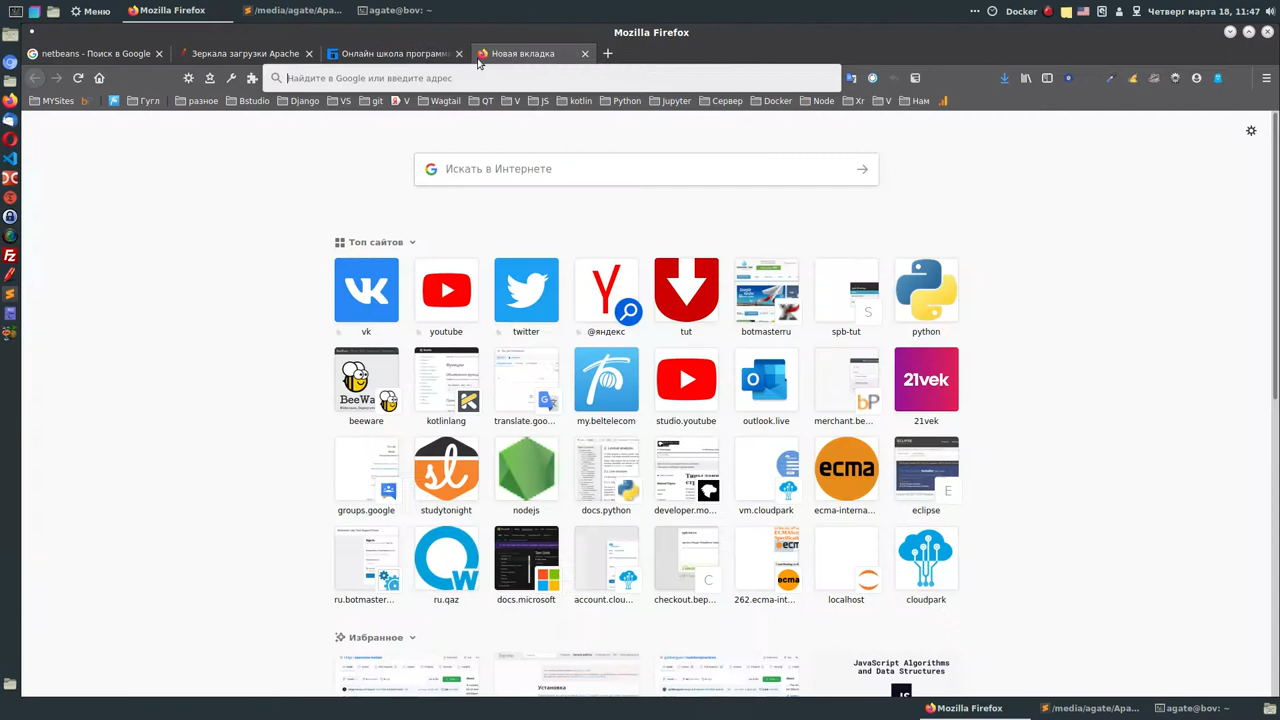 Меню
Mozilla Firefox
/media/agate/Apa...
agate@bov: ~
Docker
Четверг марта 18, 11:47
Mozilla Firefox
netbeans - Поиск в Google
Зеркала загрузки Apache
Онлайн школа программ
Новая вкладка
Найдите в Google или введите адрес
MYSites
Гугл
разное
Bstudio
Django
VS
git
V
Wagtail
QT
V
JS
kotlin
Python
Jupyter
Сервер
Docker
Node
Xr
V
Нам
Искать в Интернете
Топ сайтов
vk
youtube
twitter
@яндекс
tut
botmasterru
spb-tut
python
21vek
beeware
kotlinlang
translate.goo...
my.beltelecom
studio.youtube
outlook.live
merchant.be...
21vek
ecma
groups.google
studytonight
nodejs
docs.python
developer.mo...
vm.cloudpark
ecma-interna...
eclipse
ru.botmaster...
ru.qaz
docs.microsoft
account.clou...
checkout.bep...
262.ecma-int...
localhost
cloudpark
Избранное
Установка
JavaScript Algorithms
and Data Structures
Mozilla Firefox
/media/agate/Apa...
agate@bov: ~